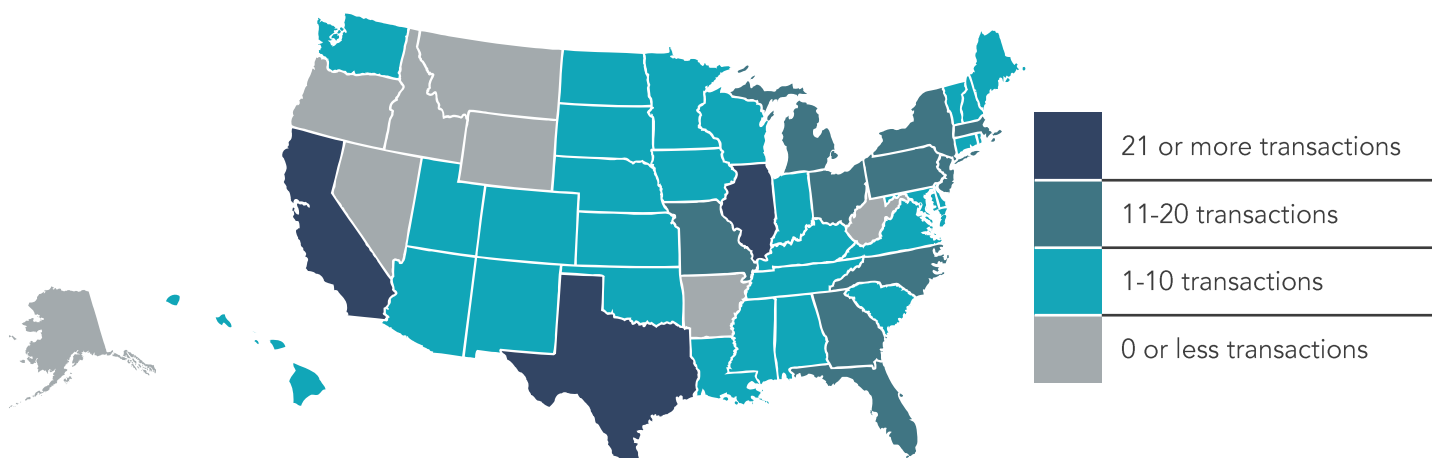 21 or more transactions
11-20 transactions
1-10 transactions
0 or less transactions